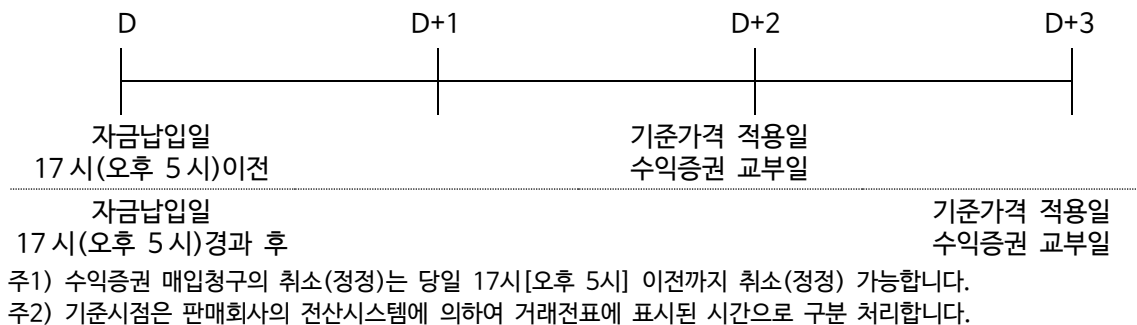 D D+1 D+2 D+3
자금납입일 기준가격 적용일
17시(오후 5시)이전 수익증권 교부일
자금납입일 기준가격 적용일
17시(오후 5시)경과 후 수익증권 교부일
주1) 수익증권 매입청구의 취소(정정)는 당일 17시[오후 5시] 이전까지 취소(정정) 가능합니다.
주2) 기준시점은 판매회사의 전산시스템에 의하여 거래전표에 표시된 시간으로 구분 처리합니다.